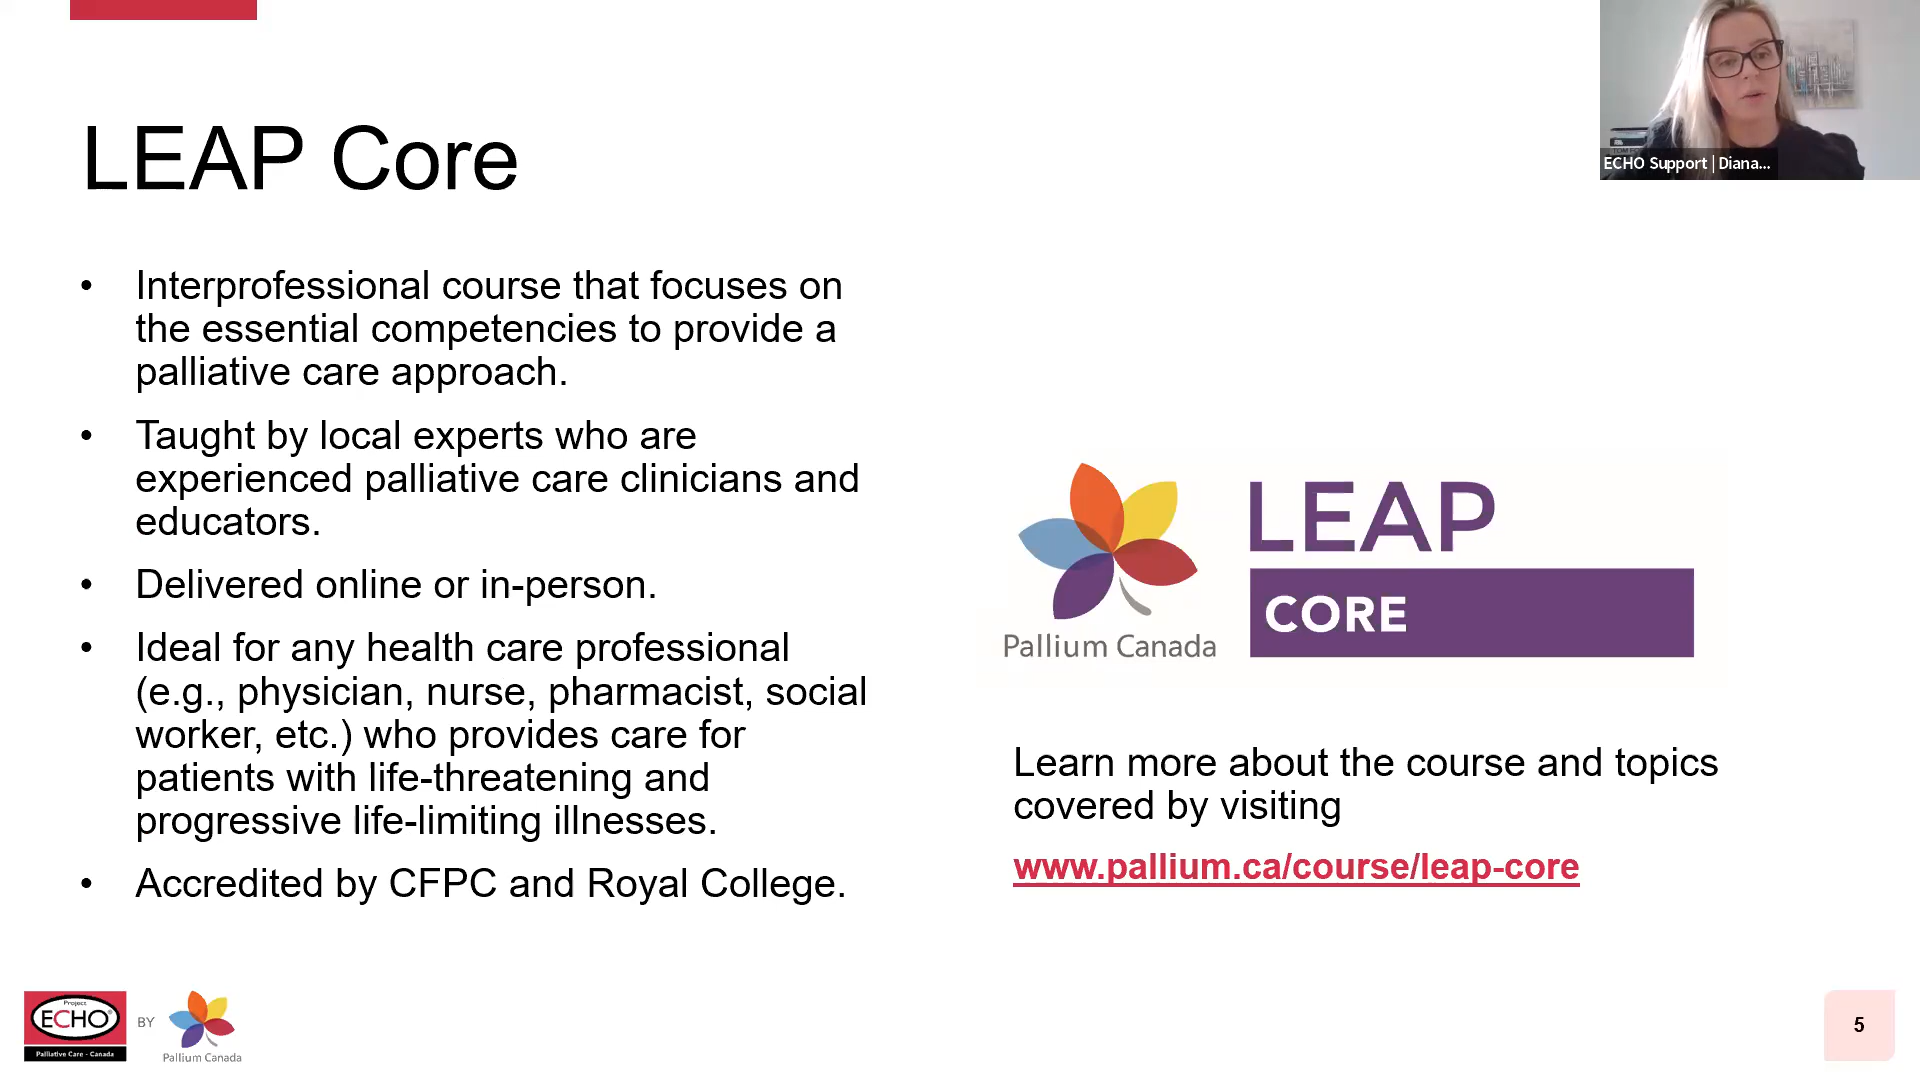 LEAP Core
• Interprofessional course that focuses on
the essential competencies to provide a
palliative care approach.
• Taught by local experts who are
experienced palliative care clinicians and
educators.
• Delivered online or in-person.
• Ideal for any health care professional
(e.g., physician, nurse, pharmacist, social
worker, etc.) who provides care for
patients with life-threatening and
progressive life-limiting illnesses.
• Accredited by CFPC and Royal College.
ECHO Support | Diana...
LEAP
CORE
Pallium Canada
Learn more about the course and topics
covered by visiting
www.pallium.ca/course/leap-core
Project
ECHO®
Palliative Care - Canada
BY
Pallium Canada
5